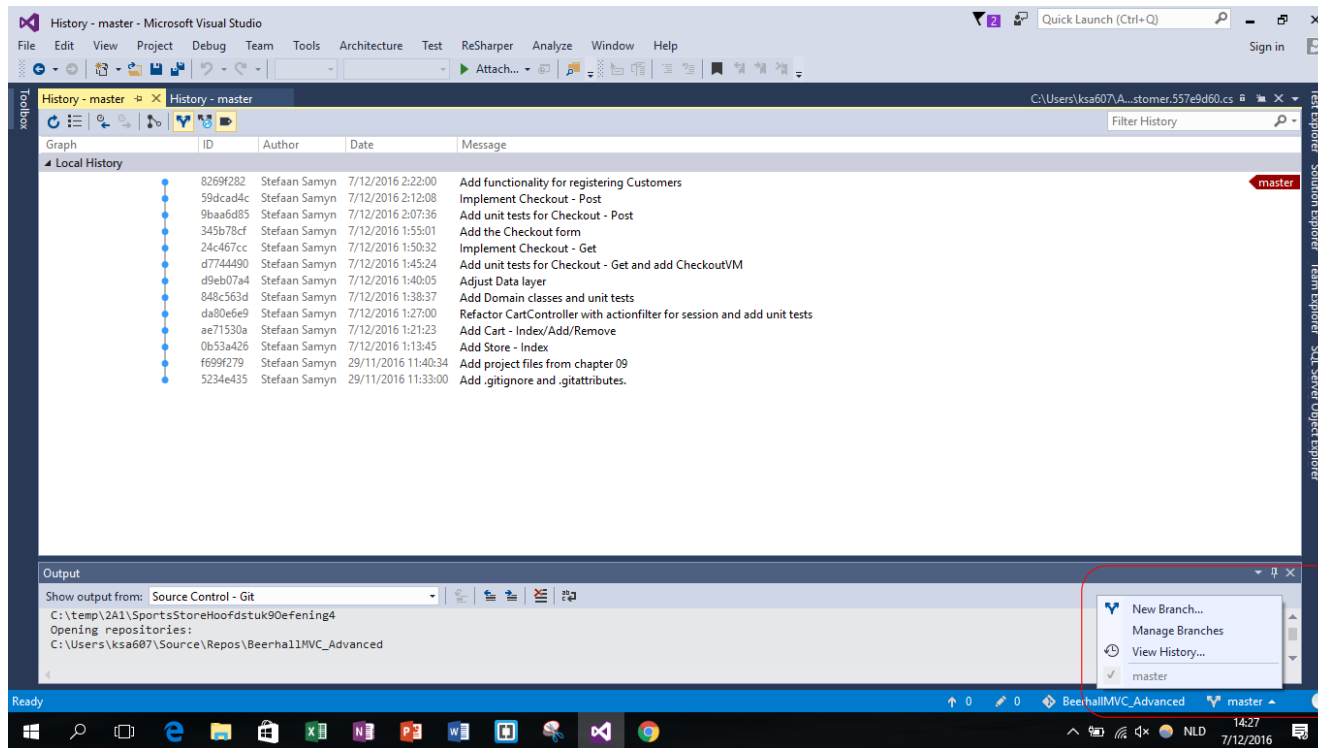 History - master - Microsoft Visual Studio
2
Quick Launch (Ctrl+Q)
File Edit View Project Debug Team Tools Architecture Test ReSharper Analyze Window Help
Sign in
Attach...
Toolbox
History - master
History - master
C:\Users\ksa607\A...stomer.557e9d60.cs
Filter History
Graph ID Author Date Message
Local History
8269f282 Stefaan Samyn 7/12/2016 2:22:00 Add functionality for registering Customers master
59dcad4c Stefaan Samyn 7/12/2016 2:12:08 Implement Checkout - Post
9baa6d85 Stefaan Samyn 7/12/2016 2:07:36 Add unit tests for Checkout - Post
345b78cf Stefaan Samyn 7/12/2016 1:55:01 Add the Checkout form
24c467cc Stefaan Samyn 7/12/2016 1:50:32 Implement Checkout - Get
d7744490 Stefaan Samyn 7/12/2016 1:45:24 Add unit tests for Checkout - Get and add CheckoutVM
d9eb07a4 Stefaan Samyn 7/12/2016 1:40:05 Adjust Data layer
848c563d Stefaan Samyn 7/12/2016 1:38:37 Add Domain classes and unit tests
da80e6e9 Stefaan Samyn 7/12/2016 1:27:00 Refactor CartController with actionfilter for session and add unit tests
ae71530a Stefaan Samyn 7/12/2016 1:21:23 Add Cart - Index/Add/Remove
0b53a426 Stefaan Samyn 7/12/2016 1:13:45 Add Store - Index
f699f279 Stefaan Samyn 29/11/2016 11:40:34 Add project files from chapter 09
5234e435 Stefaan Samyn 29/11/2016 11:33:00 Add .gitignore and .gitattributes.
Test Explorer
Solution Explorer
Team Explorer
SQL Server Object Explorer
Output
Show output from: Source Control - Git
C:\temp\2A1\SportsStoreHoofdstuk9Oefening4
Opening repositories:
C:\Users\ksa607\Source\Repos\BeerhallMVC_Advanced
New Branch...
Manage Branches
View History...
master
Ready
0 0 BeerhallMVC_Advanced master
NLD
14:27
7/12/2016